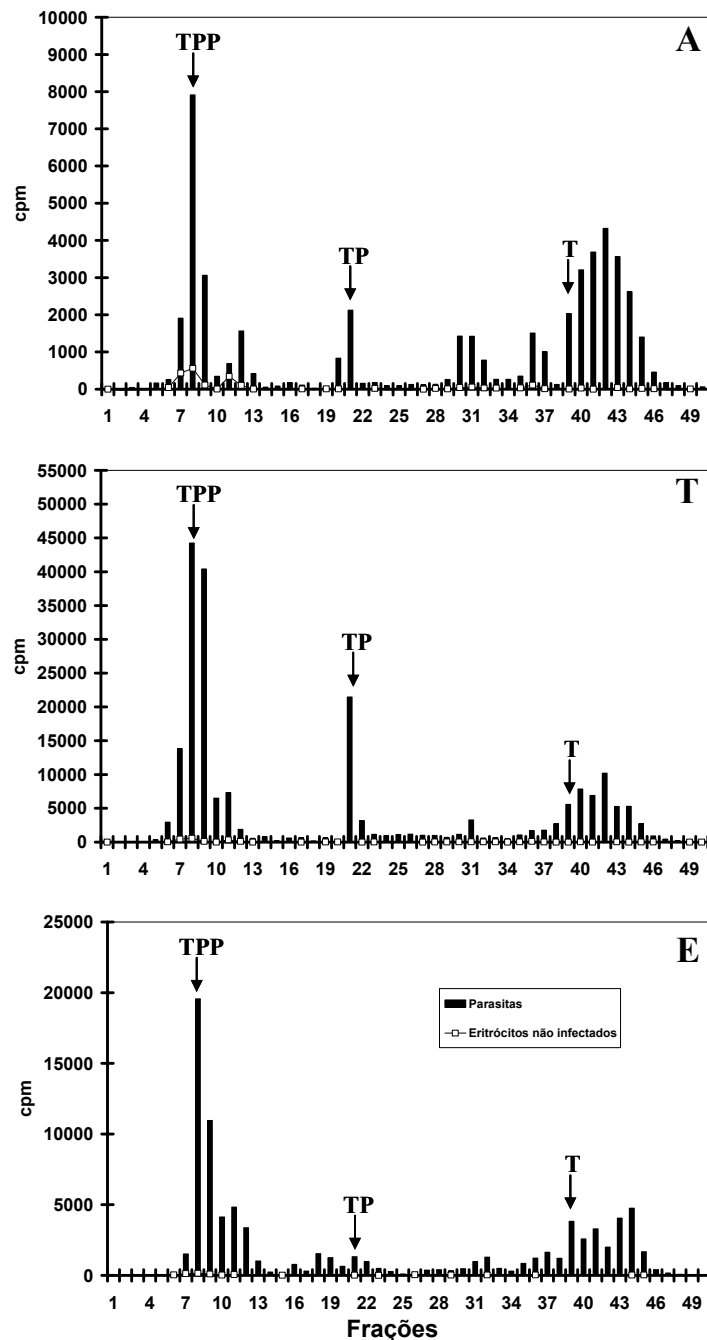 A
10000
9000
8000
7000
6000
5000
4000
3000
2000
1000
0
cpm
TPP
TP
T
1 4 7 10 13 16 19 22 25 28 31 34 37 40 43 46 49
T
55000
50000
45000
40000
35000
30000
25000
20000
15000
10000
5000
0
cpm
TPP
TP
T
1 4 7 10 13 16 19 22 25 28 31 34 37 40 43 46 49
E
25000
20000
15000
10000
5000
0
cpm
TPP
Parasitas
Eritrócitos não infectados
TP
T
1 4 7 10 13 16 19 22 25 28 31 34 37 40 43 46 49
Frações